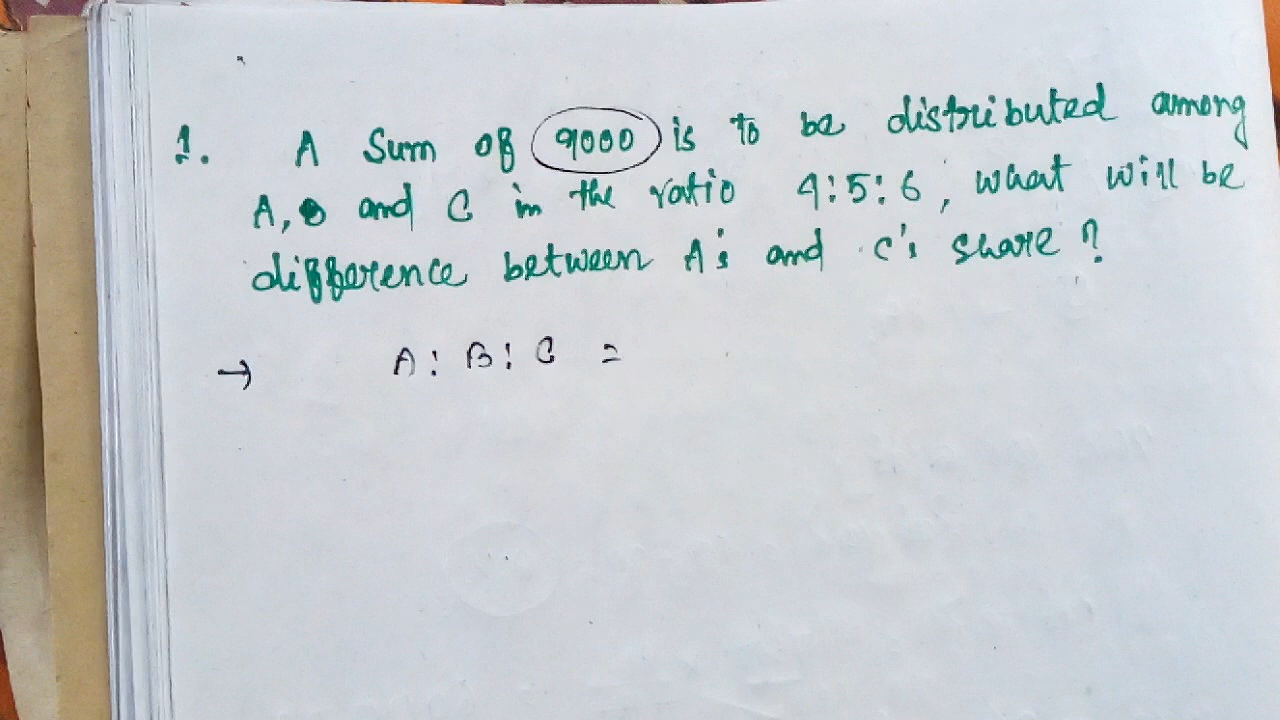 1. A Sum of 9000 is to be distributed among
A, B and C in the ratio 4:5:6, what will be
difference between A's and C's share?
→ A : B : C =